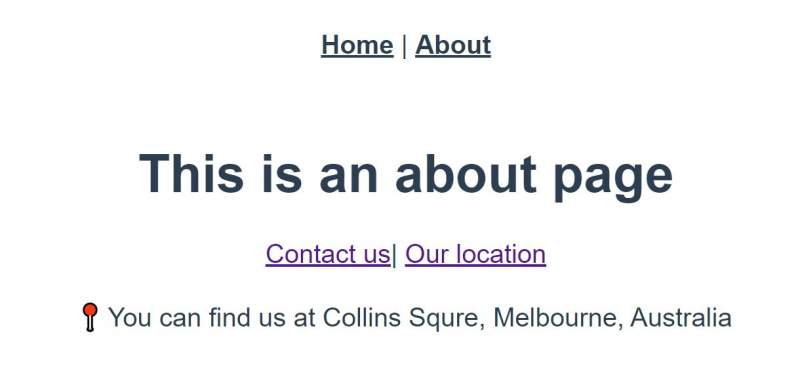 Home | About
This is an about page
Contact us| Our location
You can find us at Collins Squre, Melbourne, Australia